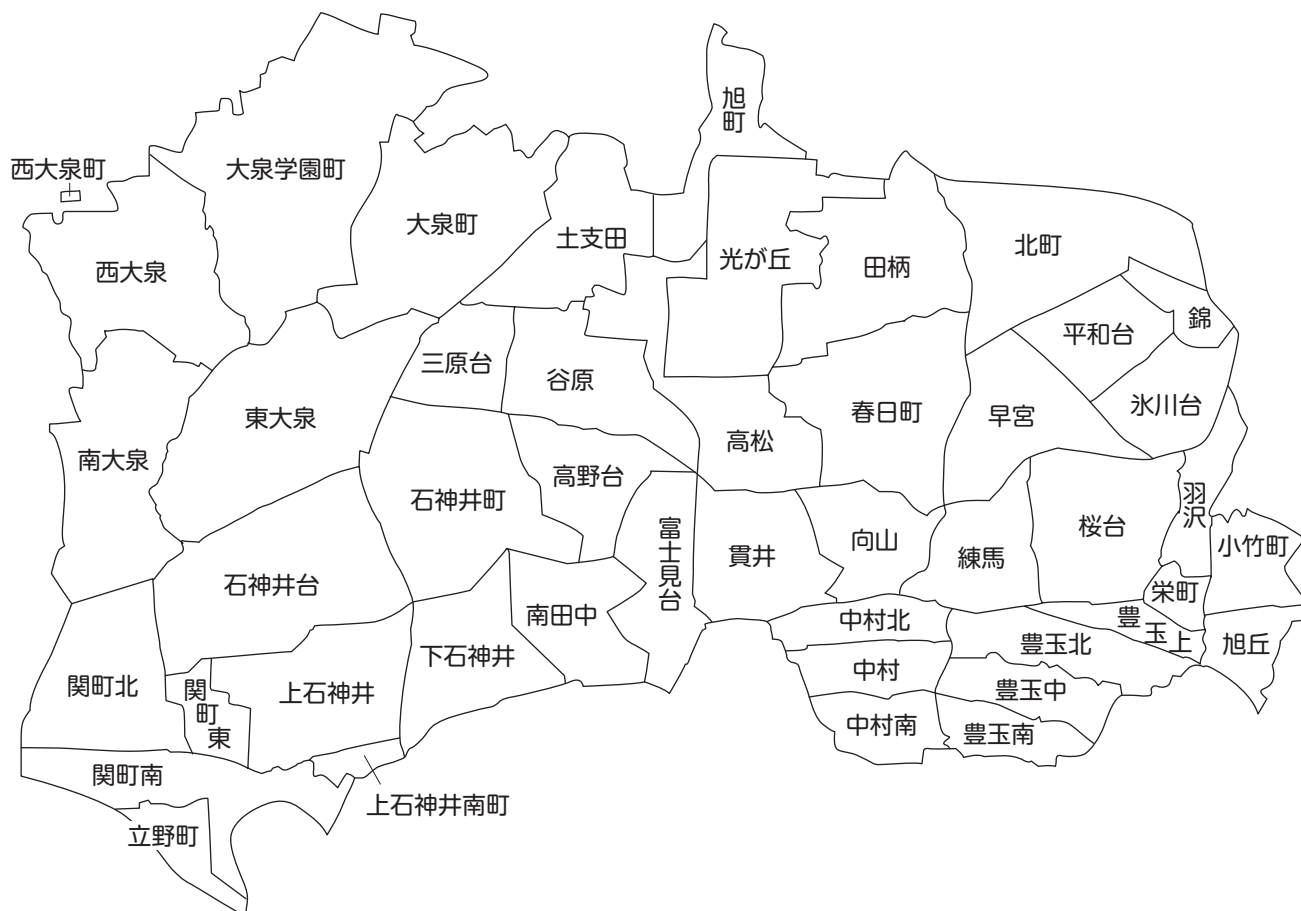 旭町
西大泉町
大泉学園町
大泉町
土支田
光が丘
田柄
北町
西大泉
錦
平和台
三原台
谷原
氷川台
春日町
早宮
東大泉
高松
南大泉
高野台
石神井町
羽沢
桜台
富士見台
貫井
向山
練馬
小竹町
石神井台
栄町
南田中
中村北
豊玉上
豊玉北
旭丘
下石神井
中村
関町北
上石神井
豊玉中
関町東
中村南
豊玉南
関町南
上石神井南町
立野町